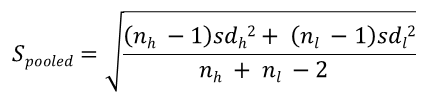 S_pooled = √(((n_h − 1)sd_h² + (n_l − 1)sd_l²) / (n_h + n_l − 2))